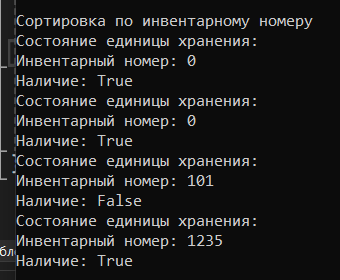 Сортировка по инвентарному номеру
Состояние единицы хранения:
Инвентарный номер: 0
Наличие: True
Состояние единицы хранения:
Инвентарный номер: 0
Наличие: True
Состояние единицы хранения:
Инвентарный номер: 101
Наличие: False
Состояние единицы хранения:
Инвентарный номер: 1235
Наличие: True